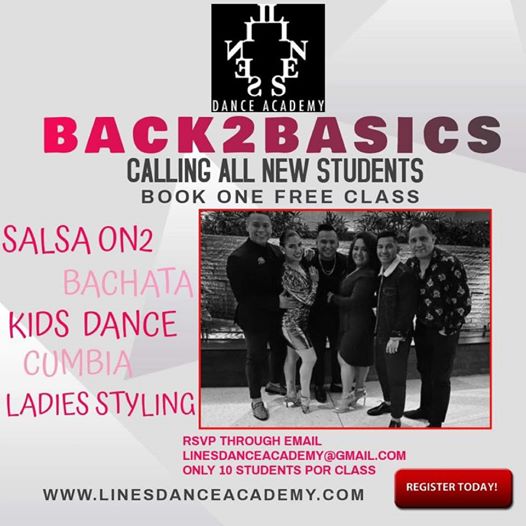 LINES
DANCE ACADEMY
BACK2BASICS
CALLING ALL NEW STUDENTS
BOOK ONE FREE CLASS
SALSA ON2
BACHATA
KIDS DANCE
CUMBIA
LADIES STYLING
RSVP THROUGH EMAIL
LINESDANCEACADEMY@GMAIL.COM
ONLY 10 STUDENTS POR CLASS
WWW.LINESDANCEACADEMY.COM
REGISTER TODAY!